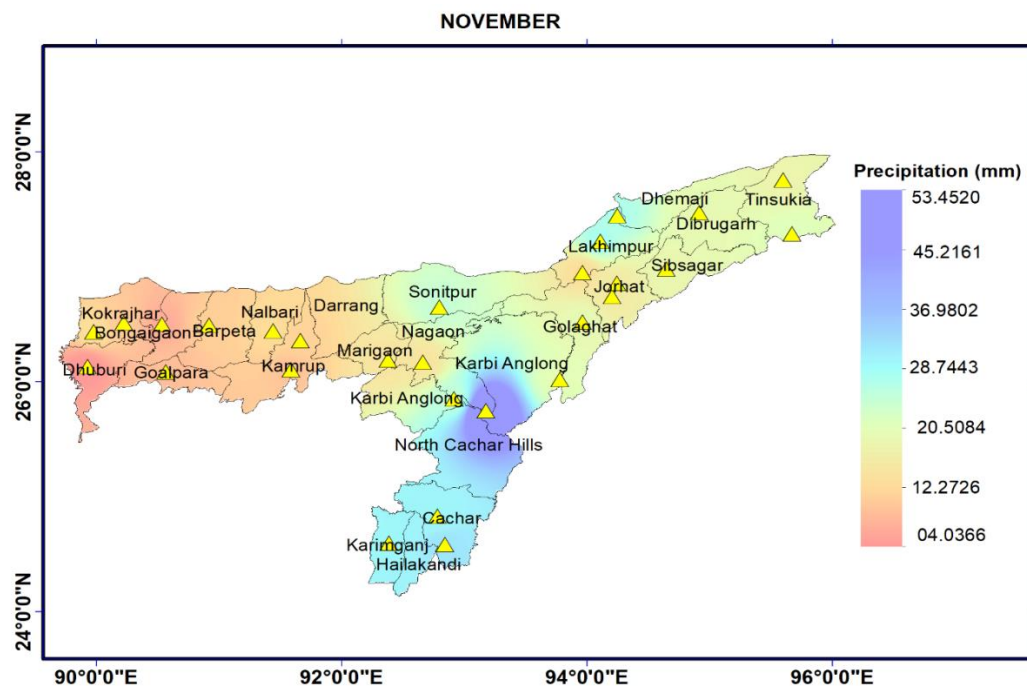 NOVEMBER
28°0'0"N
26°0'0"N
24°0'0"N
Dhemaji
Tinsukia
Dibrugarh
Lakhimpur
Sibsagar
Jorhat
Sonitpur
Kokrajhar
Nalbari
Darrang
Bongaigaon
Barpeta
Nagaon
Golaghat
Marigaon
Dhuburi
Goalpara
Kamrup
Karbi Anglong
Karbi Anglong
North Cachar Hills
Cachar
Karimganj
Hailakandi
Precipitation (mm)
53.4520
45.2161
36.9802
28.7443
20.5084
12.2726
04.0366
90°0'0"E
92°0'0"E
94°0'0"E
96°0'0"E